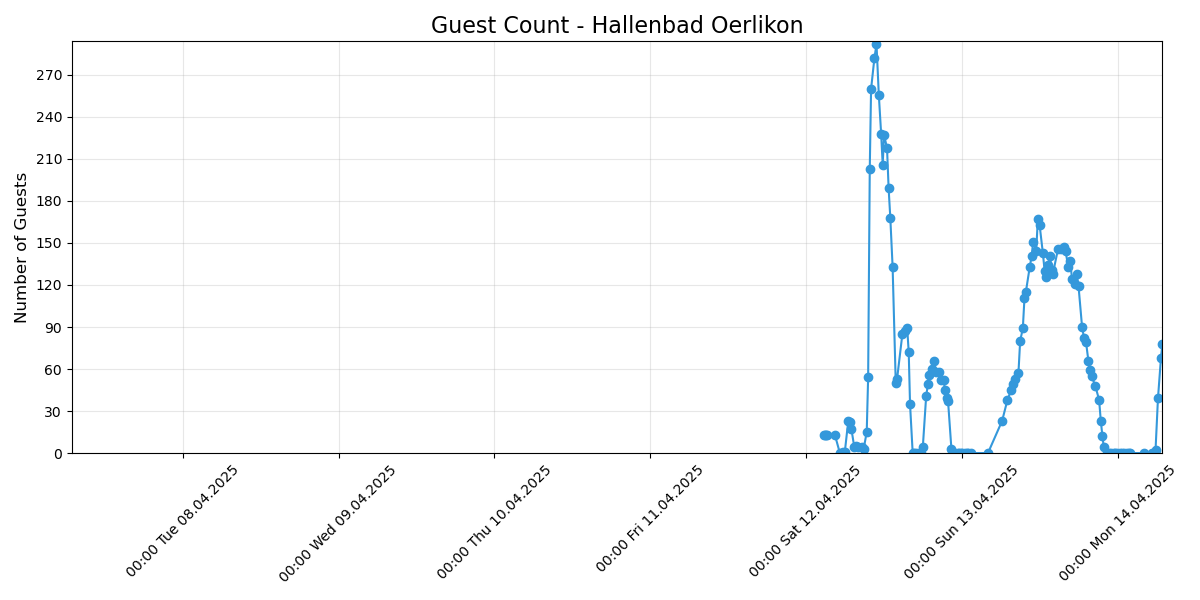 Guest Count - Hallenbad Oerlikon
Number of Guests
270
240
210
180
150
120
90
60
30
0
00:00 Tue 08.04.2025
00:00 Wed 09.04.2025
00:00 Thu 10.04.2025
00:00 Fri 11.04.2025
00:00 Sat 12.04.2025
00:00 Sun 13.04.2025
00:00 Mon 14.04.2025